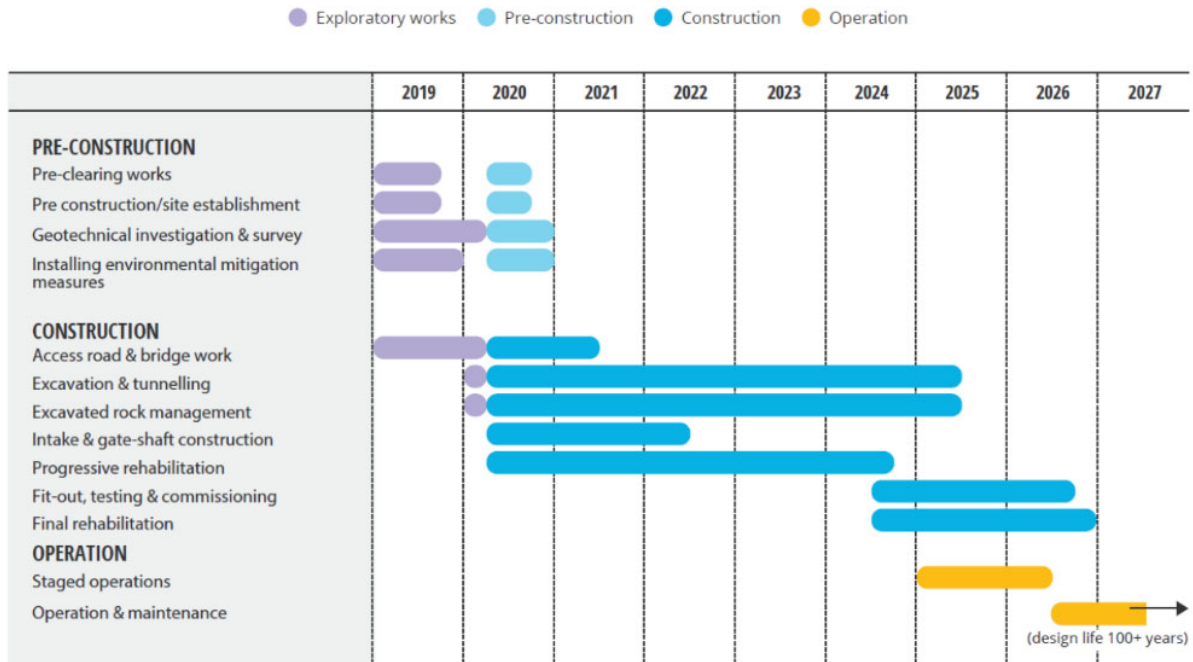 Exploratory works Pre-construction Construction Operation
2019 2020 2021 2022 2023 2024 2025 2026 2027
PRE-CONSTRUCTION
Pre-clearing works
Pre construction/site establishment
Geotechnical investigation & survey
Installing environmental mitigation
measures
CONSTRUCTION
Access road & bridge work
Excavation & tunnelling
Excavated rock management
Intake & gate-shaft construction
Progressive rehabilitation
Fit-out, testing & commissioning
Final rehabilitation
OPERATION
Staged operations
Operation & maintenance
(design life 100+ years)